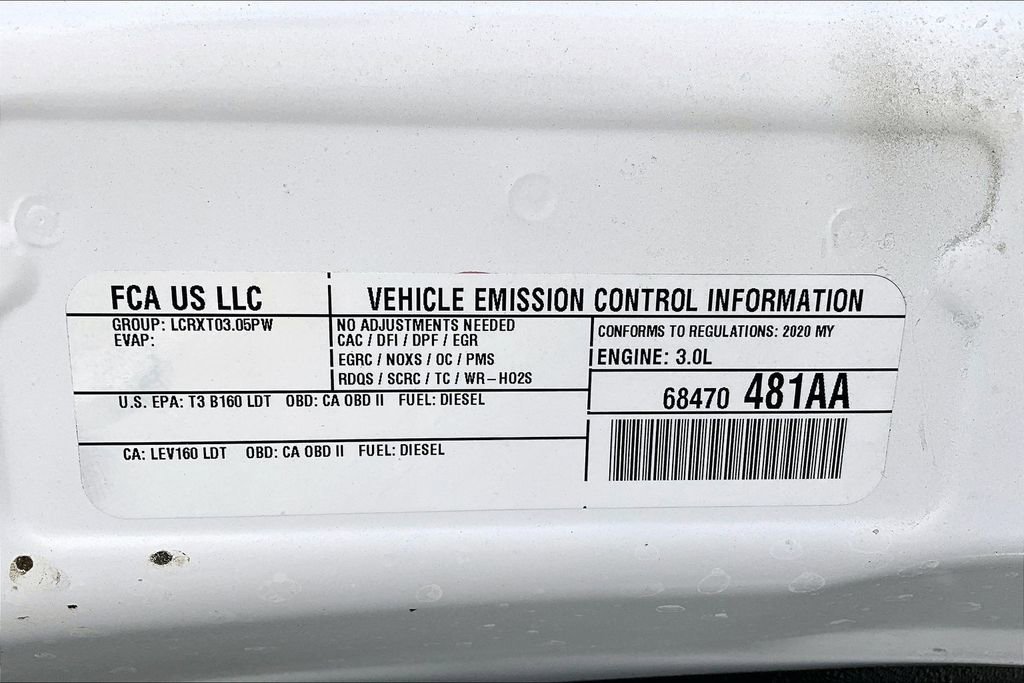 FCA US LLC
VEHICLE EMISSION CONTROL INFORMATION
GROUP: LCRXT03.05PW
EVAP:
NO ADJUSTMENTS NEEDED
CAC / DFI / DPF / EGR
EGRC / NOXS / OC / PMS
RDQS / SCRC / TC / WR-HO2S
CONFORMS TO REGULATIONS: 2020 MY
ENGINE: 3.0L
68470 481AA
U.S. EPA: T3 B160 LDT OBD: CA OBD II FUEL: DIESEL
CA: LEV160 LDT OBD: CA OBD II FUEL: DIESEL